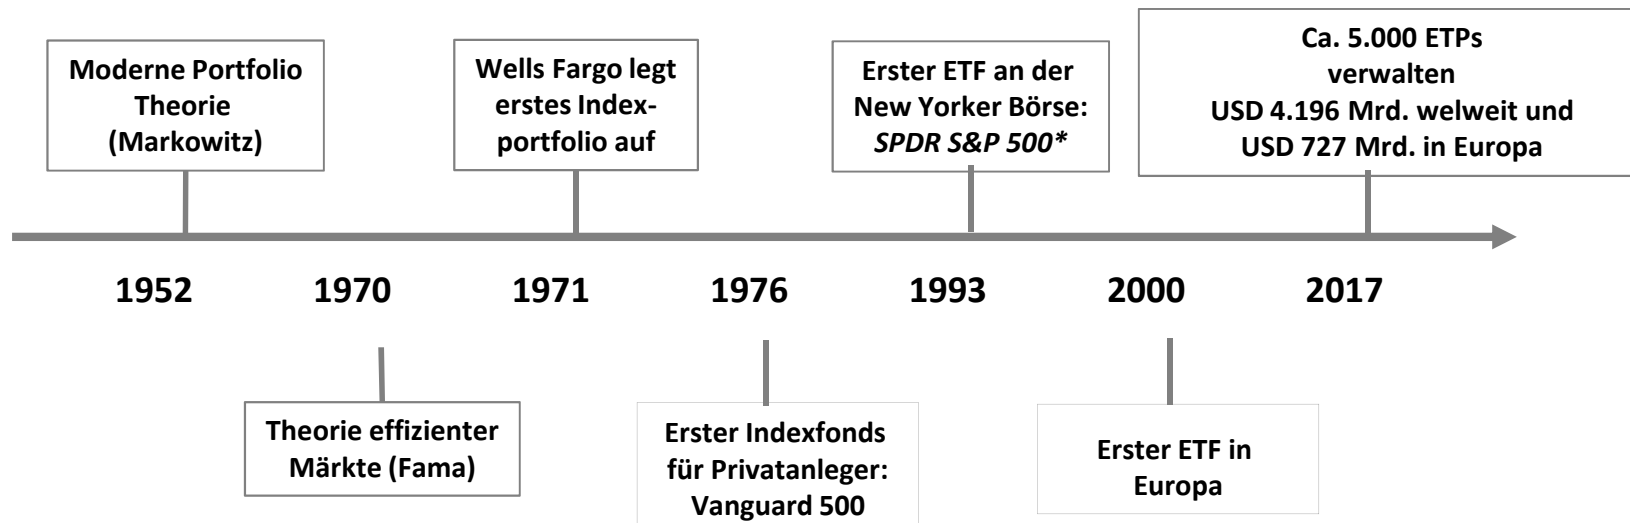 Moderne Portfolio
Theorie
(Markowitz)
Wells Fargo legt
erstes Index-
portfolio auf
Erster ETF an der
New Yorker Börse:
SPDR S&P 500*
Ca. 5.000 ETPs
verwalten
USD 4.196 Mrd. welweit und
USD 727 Mrd. in Europa
1952
1970
1971
1976
1993
2000
2017
Theorie effizienter
Märkte (Fama)
Erster Indexfonds
für Privatanleger:
Vanguard 500
Erster ETF in
Europa